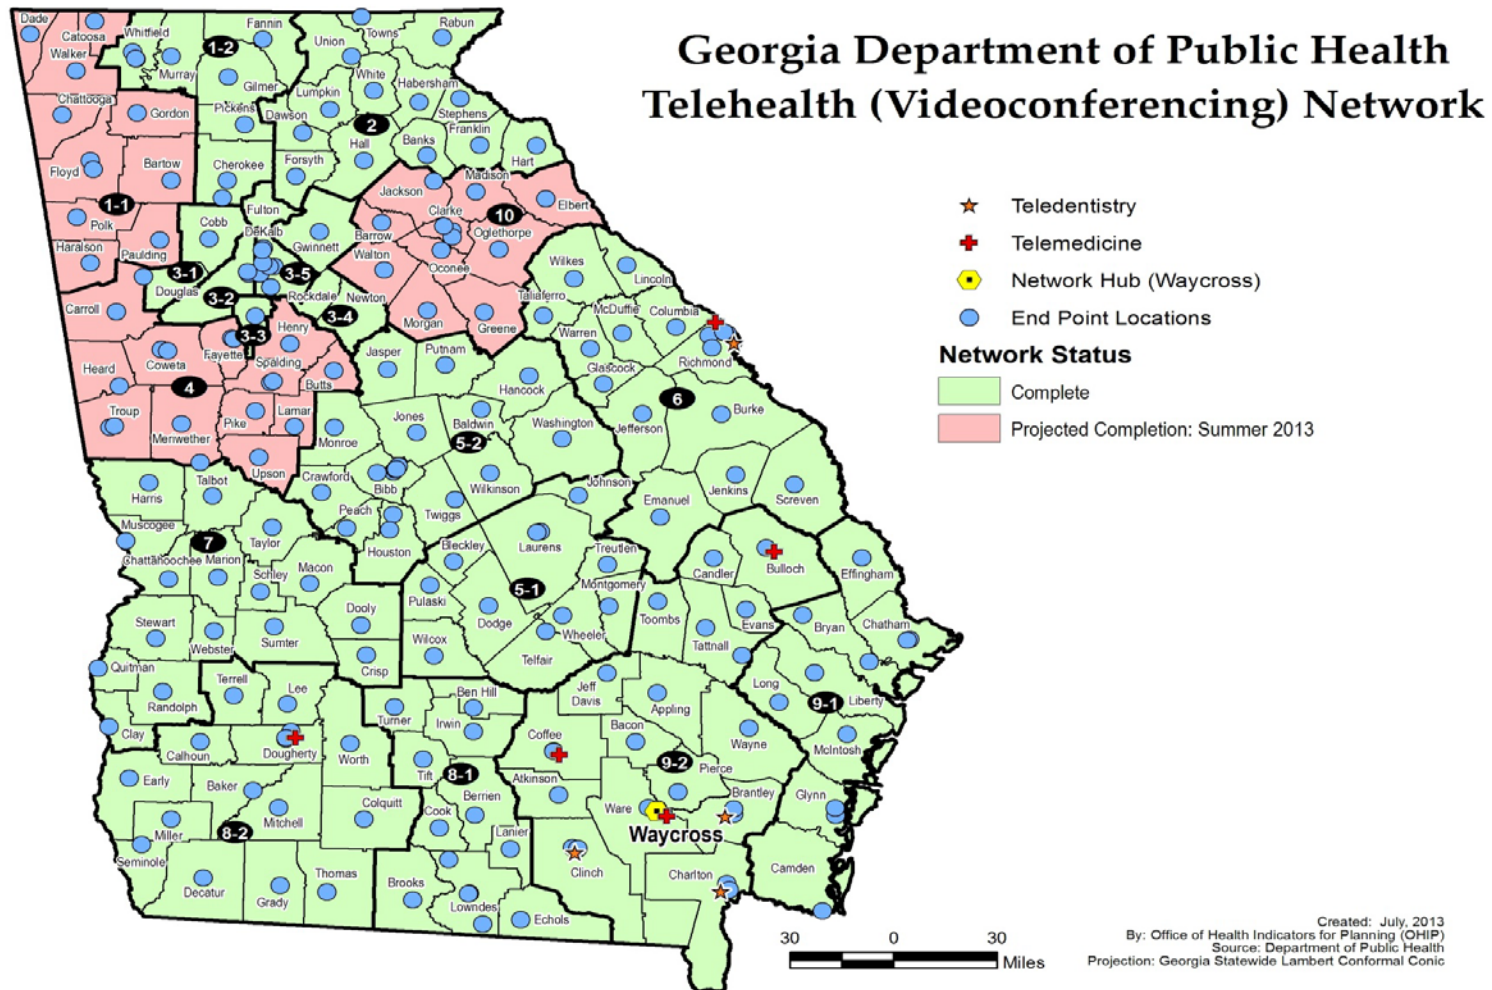 Georgia Department of Public Health
Telehealth (Videoconferencing) Network
Teledentistry
Telemedicine
Network Hub (Waycross)
End Point Locations
Network Status
Complete
Projected Completion: Summer 2013
Dade
Catoosa
Whitfield
Fannin
Towns
Rabun
Union
Walker
1-2
Murray
Gilmer
White
Habersham
Lumpkin
Stephens
Chattooga
Gordon
Pickens
Dawson
2
Franklin
Hall
Banks
Hart
Floyd
Bartow
Cherokee
Forsyth
Madison
Jackson
Elbert
1-1
Polk
Fulton
Clarke
10
Cobb
DeKalb
Barrow
Oglethorpe
Haralson
Paulding
Gwinnett
Walton
Oconee
3-1
3-5
Wilkes
Lincoln
Douglas
3-2
Rockdale
Newton
Taliaferro
Carroll
3-4
Morgan
Greene
McDuffie
Columbia
3-3
Henry
Warren
Fayette
Spalding
Jasper
Putnam
Richmond
Heard
Coweta
Glascock
4
Butts
Hancock
6
Troup
Meriwether
Pike
Lamar
Jones
Baldwin
Washington
Jefferson
Burke
Monroe
5-2
Upson
Talbot
Crawford
Bibb
Wilkinson
Johnson
Jenkins
Screven
Harris
Emanuel
Peach
Twiggs
Muscogee
7
Taylor
Houston
Bleckley
Laurens
Treutlen
Chattahoochee
Marion
Schley
Macon
Candler
Bulloch
Effingham
Montgomery
Pulaski
5-1
Dooly
Stewart
Webster
Sumter
Dodge
Wheeler
Toombs
Evans
Bryan
Chatham
Wilcox
Tattnall
Telfair
Quitman
Crisp
Terrell
Lee
Randolph
Ben Hill
Jeff
Davis
Long
9-1
Liberty
Turner
Irwin
Appling
Clay
Calhoun
Dougherty
Worth
Coffee
Bacon
Wayne
McIntosh
Early
Baker
Tift
8-1
Atkinson
9-2
Pierce
Mitchell
Colquitt
Cook
Berrien
Ware
Brantley
Glynn
Miller
8-2
Lanier
Waycross
Seminole
Decatur
Grady
Thomas
Brooks
Lowndes
Echols
Clinch
Charlton
Camden
30
0
30
Miles
Created: July, 2013
By: Office of Health Indicators for Planning (OHIP)
Source: Department of Public Health
Projection: Georgia Statewide Lambert Conformal Conic